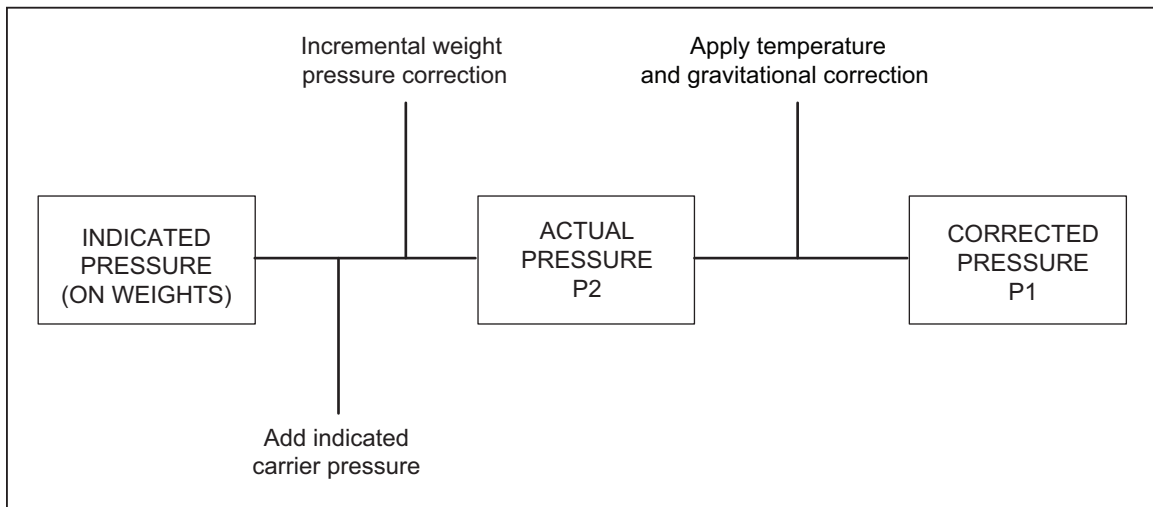 Incremental weight
pressure correction
Apply temperature
and gravitational correction
INDICATED
PRESSURE
(ON WEIGHTS)
ACTUAL
PRESSURE
P2
CORRECTED
PRESSURE
P1
Add indicated
carrier pressure